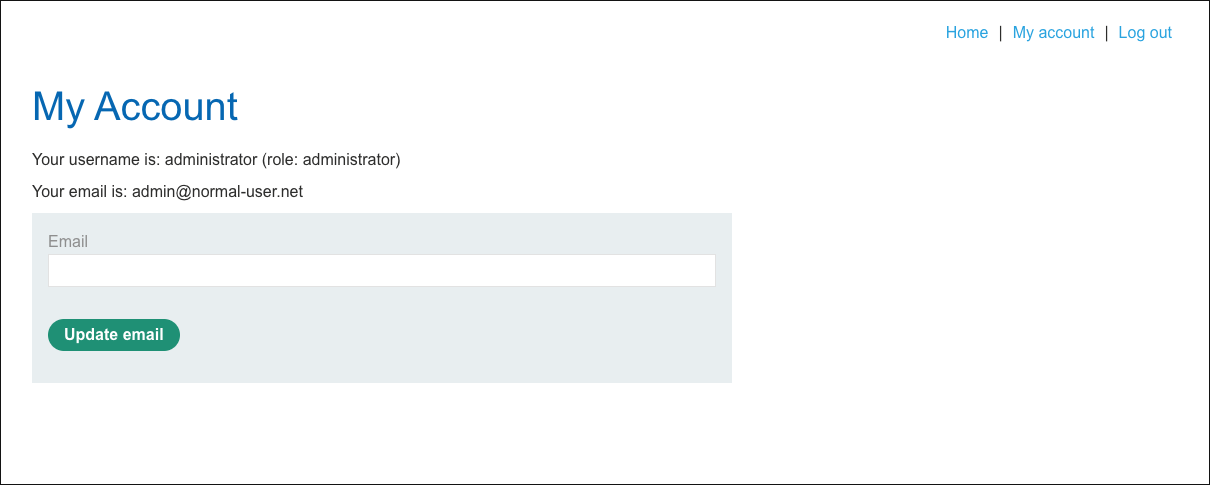 Home | My account | Log out
My Account
Your username is: administrator (role: administrator)
Your email is: admin@normal-user.net
Email
Update email